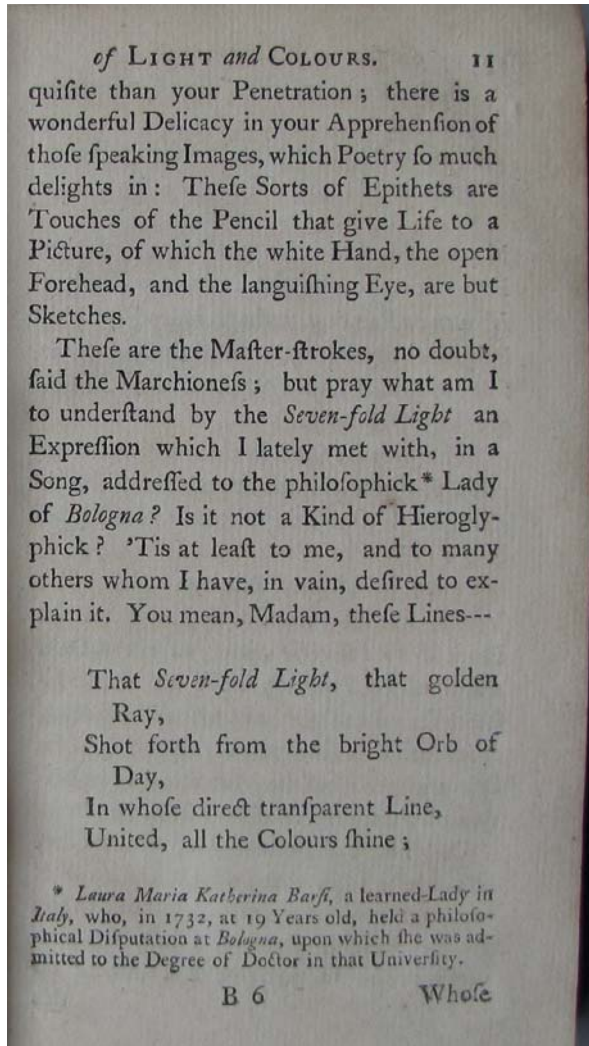 of LIGHT and COLOURS. 11
quiſite than your Penetration ; there is a
wonderful Delicacy in your Apprehenſion of
thoſe ſpeaking Images, which Poetry ſo much
delights in : Theſe Sorts of Epithets are
Touches of the Pencil that give Life to a
Picture, of which the white Hand, the open
Forehead, and the languiſhing Eye, are but
Sketches.
Theſe are the Maſter-ſtrokes, no doubt,
ſaid the Marchioneſs ; but pray what am I
to underſtand by the Seven-fold Light an
Expreſſion which I lately met with, in a
Song, addreſſed to the philoſophick* Lady
of Bologna ? Is it not a Kind of Hierogly-
phick ? 'Tis at leaſt to me, and to many
others whom I have, in vain, deſired to ex-
plain it. You mean, Madam, theſe Lines---
That Seven-fold Light, that golden
Ray,
Shot forth from the bright Orb of
Day,
In whoſe direct tranſparent Line,
United, all the Colours ſhine ;
* Laura Maria Katherina Barſi, a learned-Lady in
Italy, who, in 1732, at 19 Years old, held a philoſo-
phical Diſputation at Bologna, upon which ſhe was ad-
mitted to the Degree of Doctor in that Univerſity.
B 6 Whoſe